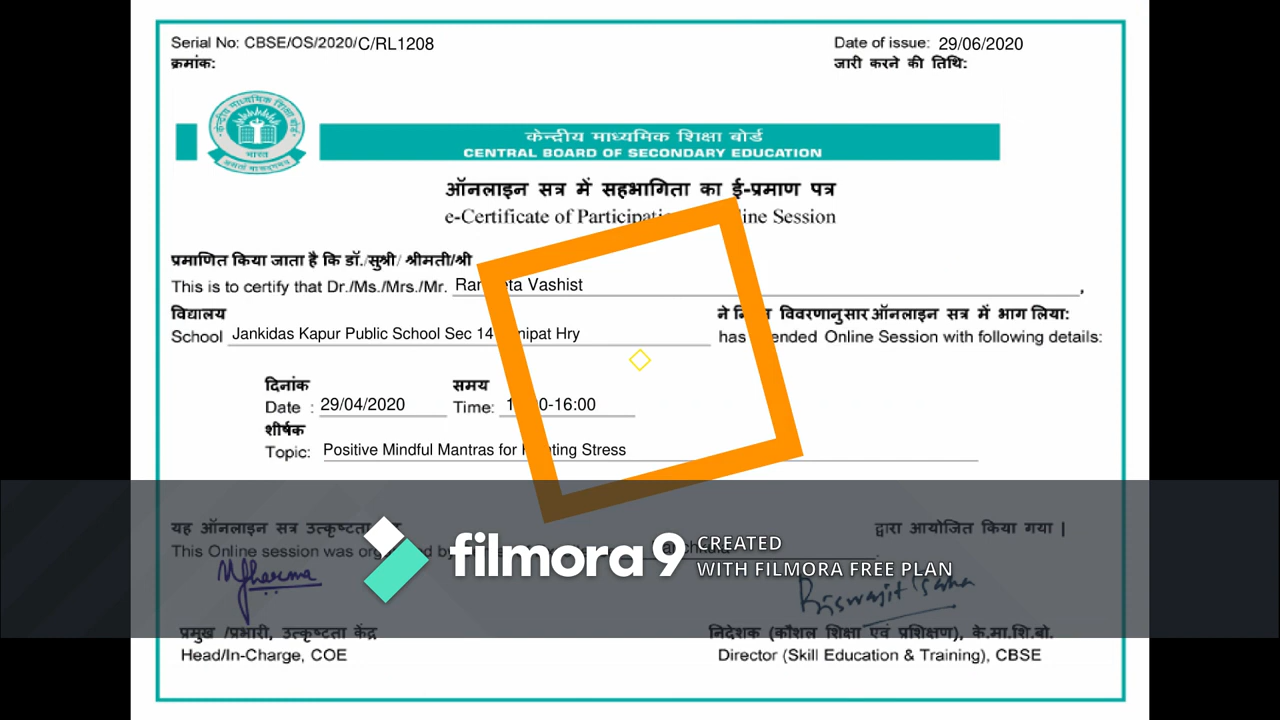 Serial No: CBSE/OS/2020/C/RL1208
Date of issue: 29/06/2020
क्रमांक:
जारी करने की तिथि:
केन्द्रीय माध्यमिक शिक्षा बोर्ड
भारत
केन्द्रीय माध्यमिक शिक्षा बोर्ड
CENTRAL BOARD OF SECONDARY EDUCATION
ऑनलाइन सत्र में सहभागिता का ई-प्रमाण पत्र
e-Certificate of Session
प्रमाणित किया जाता है कि डॉ./सुश्री/ श्रीमती/श्री
This is to certify that Dr./Ms./Mrs./Mr. Vashist ,
विद्यालय ने विवरणानुसार ऑनलाइन सत्र में भाग लिया:
School Jankidas Kapur Public School Sec 14 Hry has Online Session with following details:
दिनांक समय
Date : 29/04/2020 Time: -16:00
शीर्षक
Topic: Positive Mindful Mantras for Stress
यह ऑनलाइन सत्र उत्कृष्टता द्वारा आयोजित किया गया |
This Online session was by
filmora9 CREATED
WITH FILMORA FREE PLAN
Biswajit Saha
प्रमुख /प्रभारी, उत्कृष्टता केंद्र
निदेशक (कौशल शिक्षा एवं प्रशिक्षण), के.मा.शि.बो.
Head/In-Charge, COE
Director (Skill Education & Training), CBSE